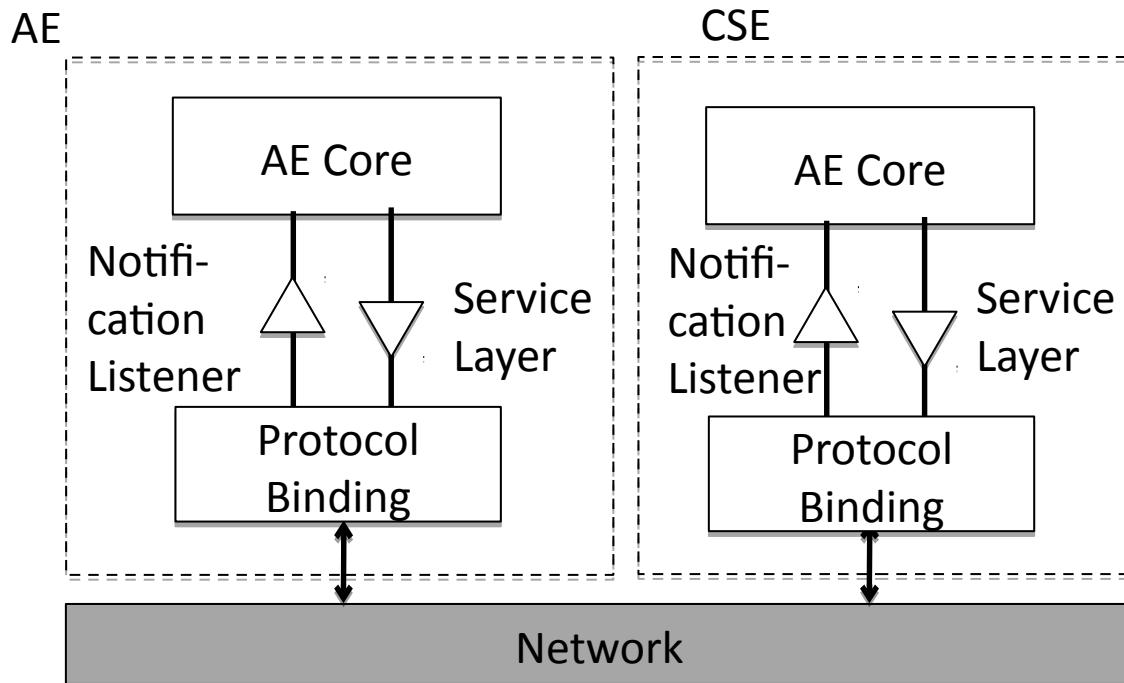 AE
CSE
AE Core
Notifi-
cation
Listener
Service
Layer
Protocol
Binding
AE Core
Notifi-
cation
Listener
Service
Layer
Protocol
Binding
Network